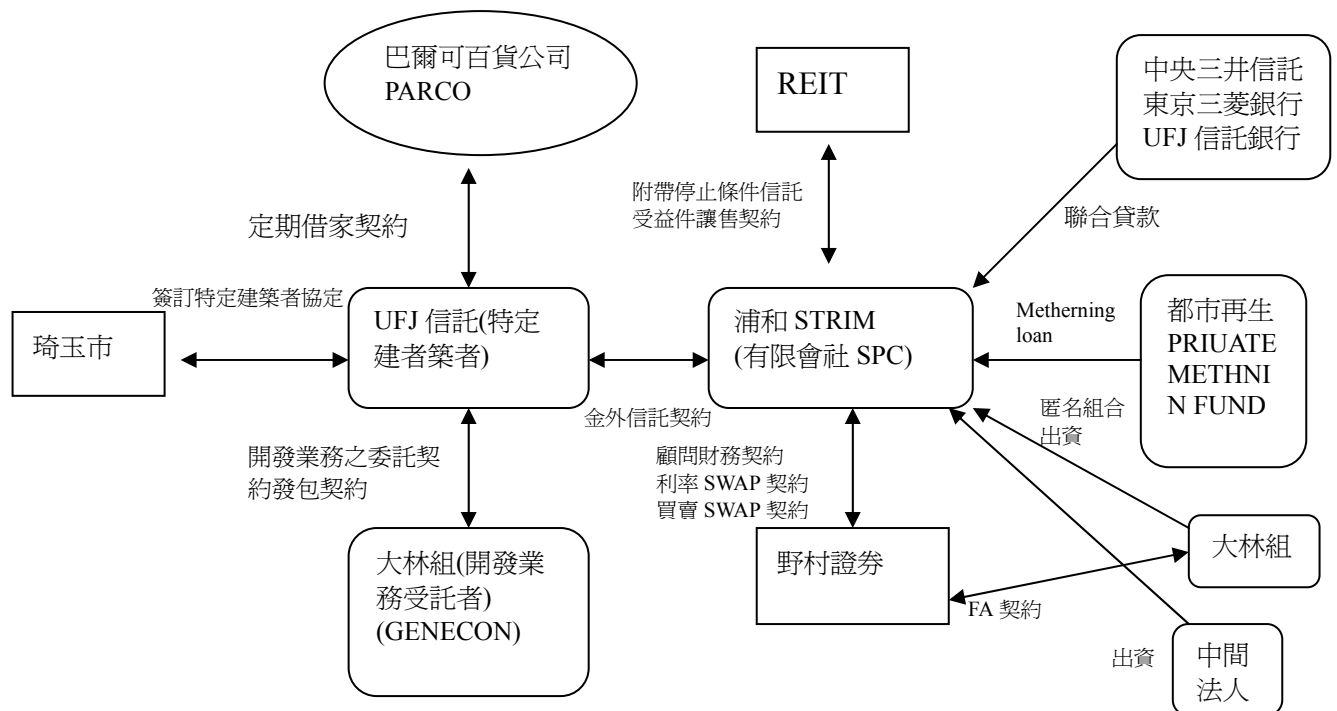 巴爾可百貨公司
PARCO
REIT
中央三井信託
東京三菱銀行
UFJ 信託銀行
附帶停止條件信託
受益件讓售契約
定期借家契約
聯合貸款
簽訂特定建築者協定
琦玉市
UFJ 信託(特定
建者築者)
浦和 STRIM
(有限會社 SPC)
Metherning
loan
都市再生
PRIUATE
METHNI
N FUND
金外信託契約
匿名組合
出資
開發業務之委託契
約發包契約
顧問財務契約
利率 SWAP 契約
買賣 SWAP 契約
大林組(開發業
務受託者)
(GENECON)
野村證券
大林組
FA 契約
出資
中間
法人